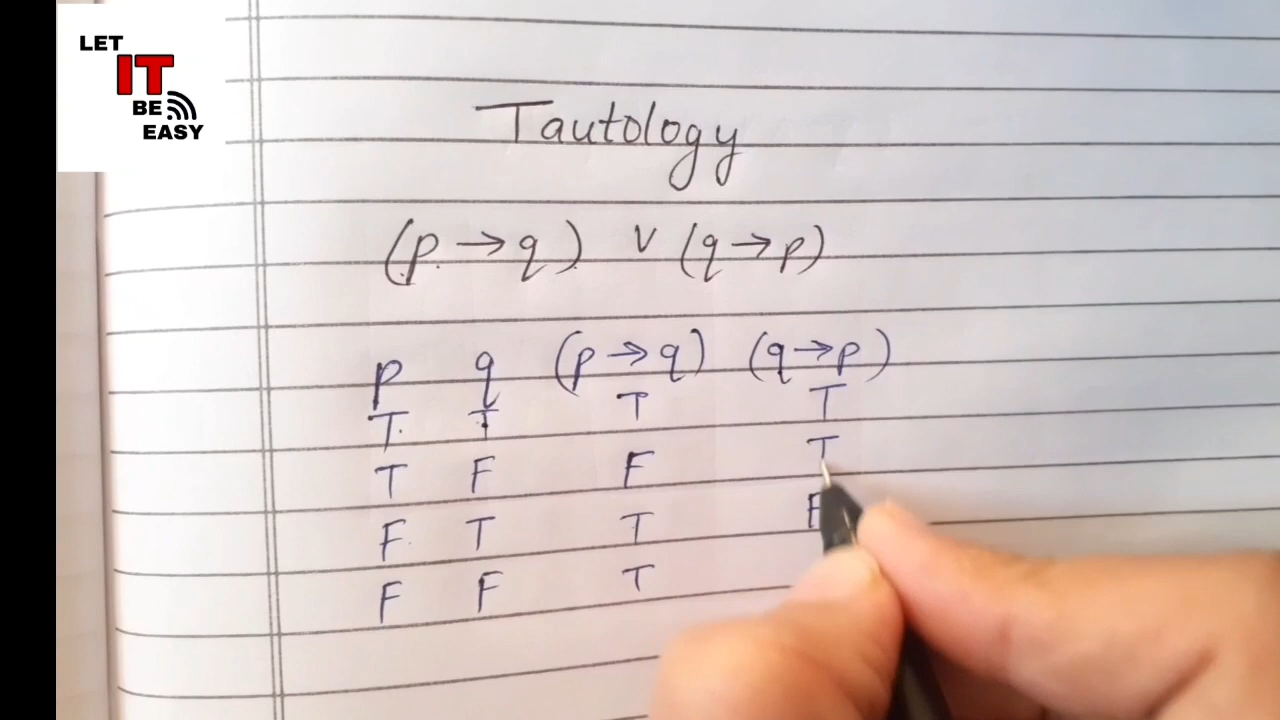 LET
IT
BE
EASY
Tautology
(p → q) v (q → p)
p q (p → q) (q → p)
T T T T
T F F T
F T T F
F F T